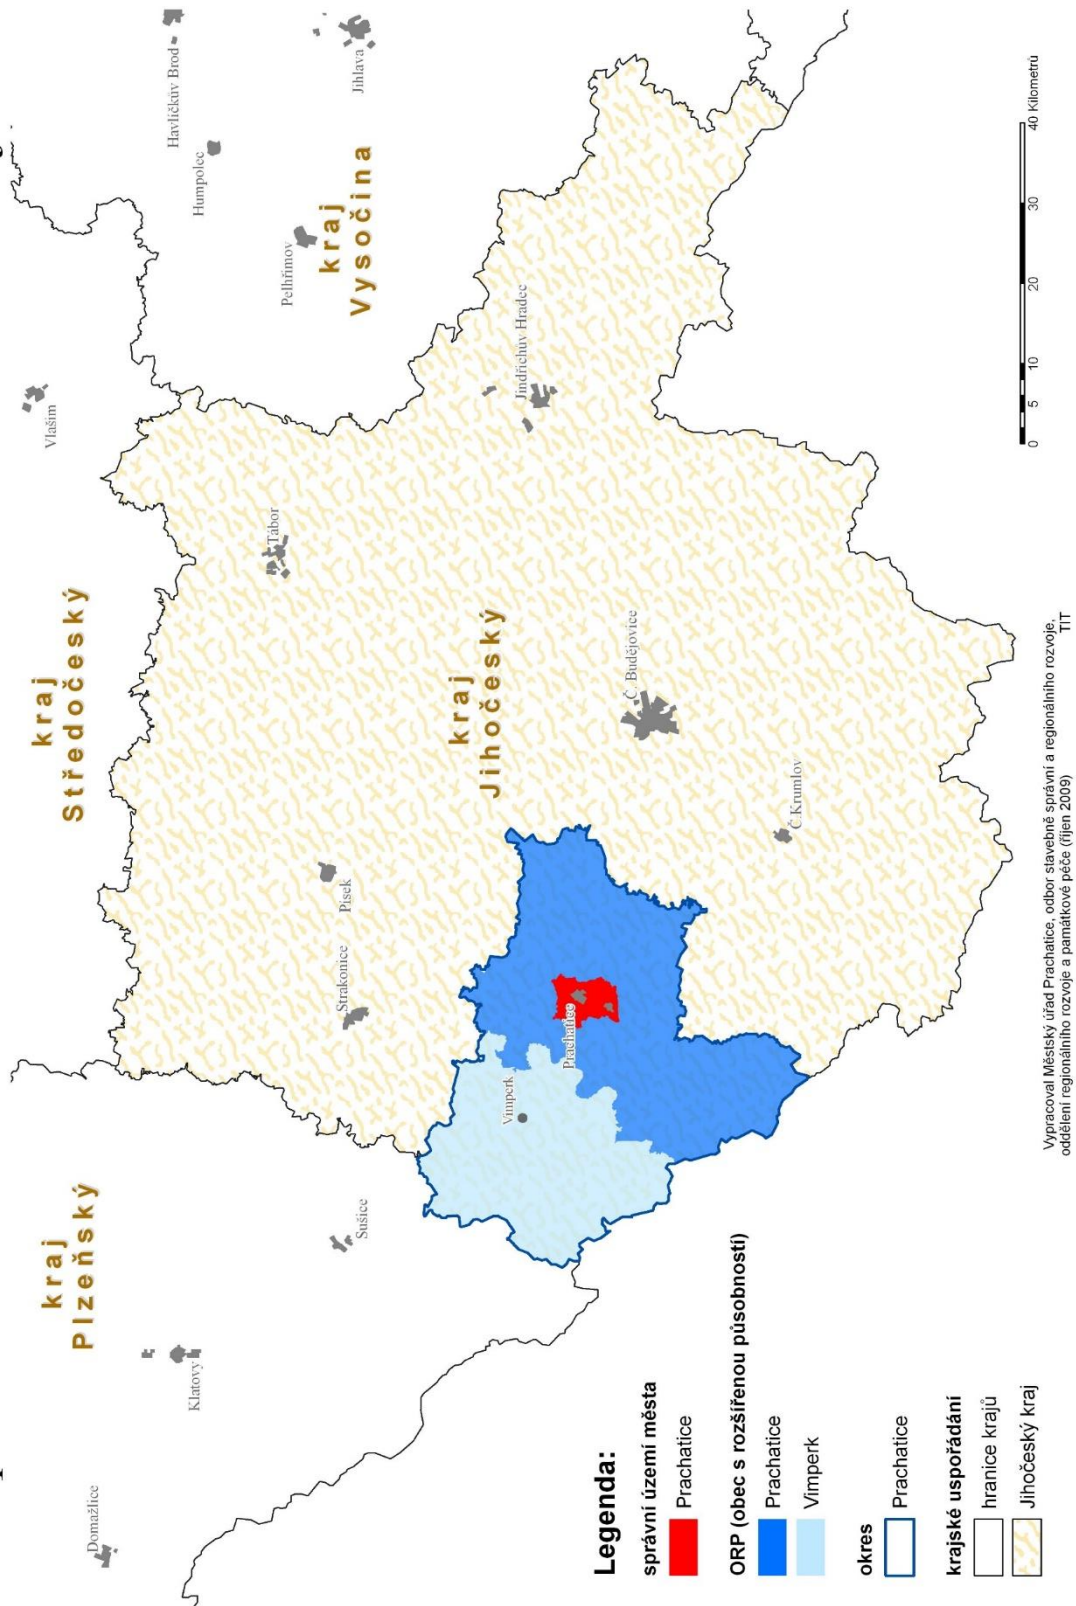 Havlíčkův Brod
Humpolec
Jihlava
Pelhřimov
kraj
Vysočina
Vlašim
kraj
Středočeský
Tábor
Jindřichův Hradec
kraj
Plzeňský
Domažlice
Klatovy
Sušice
Strakonice
Písek
kraj
Jihočeský
Vimperk
Prachatice
Č. Budějovice
Č.Krumlov
Legenda:
správní území města
Prachatice
ORP (obec s rozšířenou působností)
Prachatice
Vimperk
okres
Prachatice
krajské uspořádání
hranice krajů
Jihočeský kraj
0 5 10 20 30 40 Kilometrů
Vypracoval Městský úřad Prachatice, odbor stavebně správní a regionálního rozvoje,
oddělení regionálního rozvoje a památkové péče (říjen 2009)
TIT